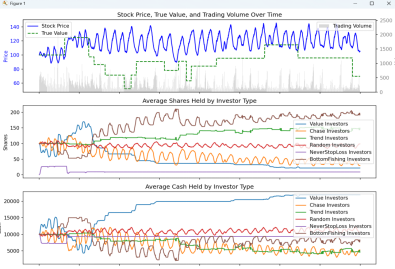 Figure 1
Stock Price, True Value, and Trading Volume Over Time
Stock Price
True Value
Trading Volume
Price
140
120
100
80
60
2500
2000
1500
1000
500
0
Average Shares Held by Investor Type
Shares
200
150
100
50
0
Value Investors
Chase Investors
Trend Investors
Random Investors
NeverStopLoss Investors
BottomFishing Investors
Average Cash Held by Investor Type
20000
15000
10000
5000
Value Investors
Chase Investors
Trend Investors
Random Investors
NeverStopLoss Investors
BottomFishing Investors